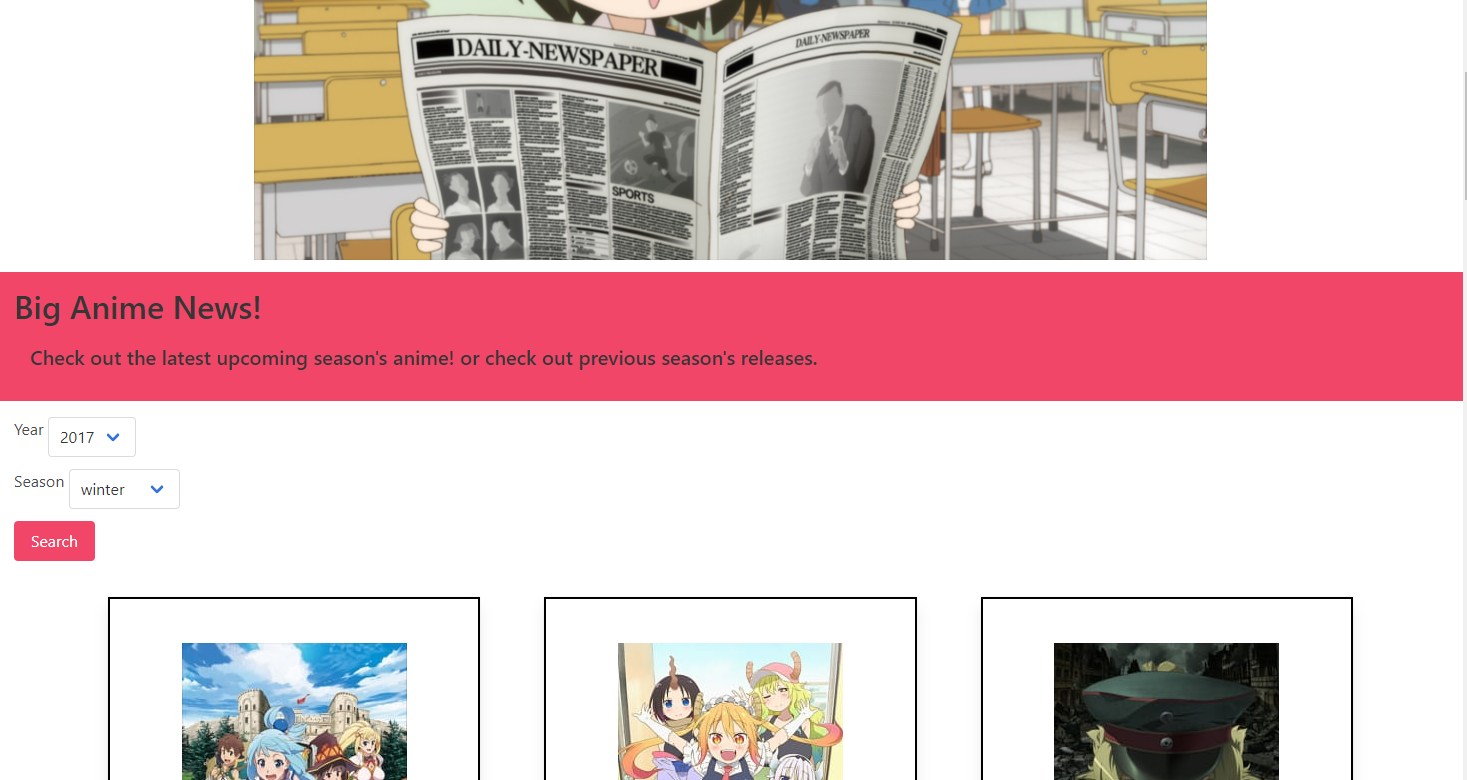 DAILY-NEWSPAPER
DAILY-NEWSPAPER
SPORTS
Big Anime News!
Check out the latest upcoming season's anime! or check out previous season's releases.
Year 2017
Season winter
Search